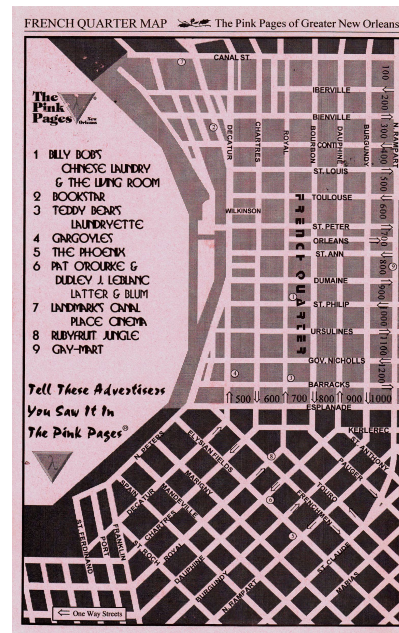 FRENCH QUARTER MAP The Pink Pages of Greater New Orleans
The
Pink
Pages
New
Orleans
1 BILLY BOB'S
CHINESE LAUNDRY
& THE LIVING ROOM
2 BOOKSTAR
3 TEDDY BEAR'S
LAUNDRYETTE
4 GARGOYLES
5 THE PHOENIX
6 PAT O'ROURKE &
DUDLEY J. LEBLANC
LATTER & BLUM
7 LANDMARK'S CANAL
PLACE CINEMA
8 RUBYFRUIT JUNGLE
9 GAY-MART
Tell These Advertisers
You Saw It In
The Pink Pages®
CANAL ST.
IBERVILLE
BIENVILLE
CONTI
ST. LOUIS
TOULOUSE
WILKINSON
ST. PETER
ORLEANS
ST. ANN
DUMAINE
ST. PHILIP
URSULINES
GOV. NICHOLLS
BARRACKS
ESPLANADE
DECATUR
CHARTRES
ROYAL
BOURBON
DAUPHINE
BURGUNDY
N. RAMPART
FRENCH QUARTER
100
200
300
400
500
600
700
800
900
1000
1100
1200
500 600 700 800 900 1000
KERLEREC
ST. ANTHONY
PAUGER
TOURO
FRENCHMEN
ELYSIAN FIELDS
N. PETERS
MARIGNY
MANDEVILLE
SPAIN
DECATUR
CHARTRES
ST. ROCH
ROYAL
DAUPHINE
BURGUNDY
N. RAMPART
ST. CLAUDE
MARAIS
FRANKLIN
PORT
ST. FERDINAND
One Way Streets